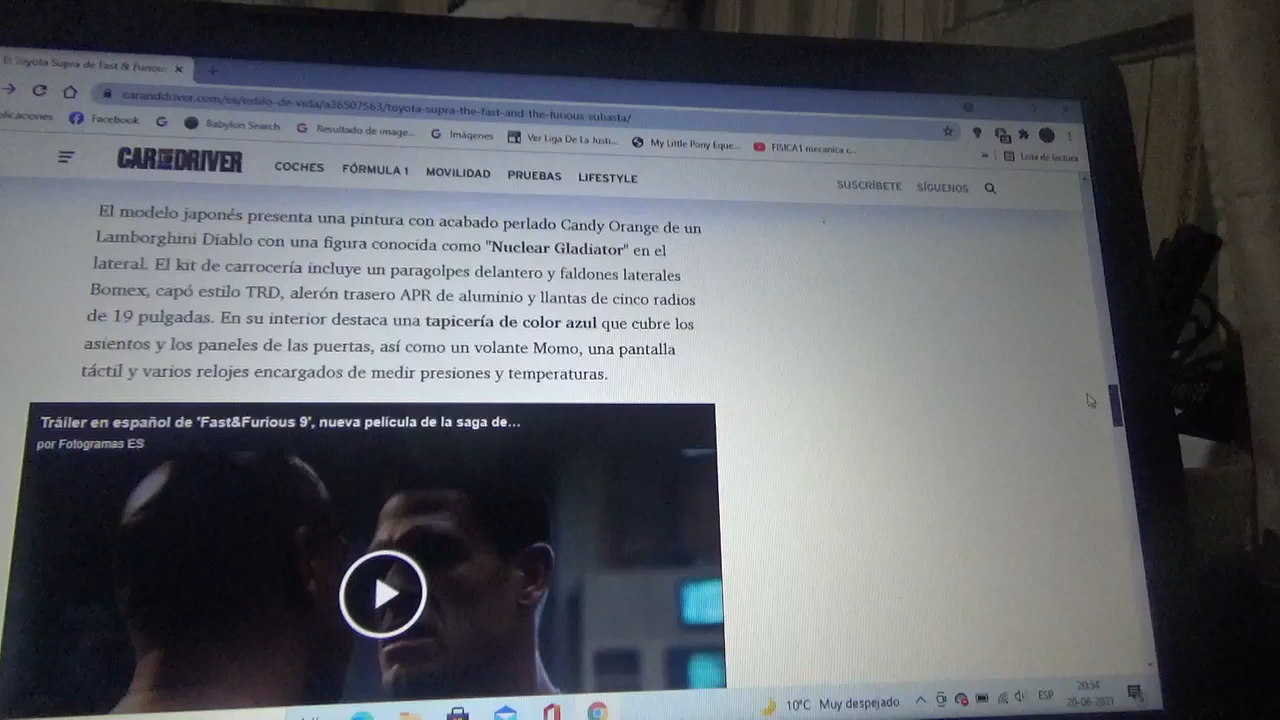 El Toyota Supra de Fast & Furious
caranddriver.com/es/estilo-de-vida/a36507563/toyota-supra-the-fast-and-the-furious-subasta/
plicaciones Facebook Babylon Search Resultado de image... Imágenes Ver Liga De La Justi... My Little Pony Eque... FISICA1 mecanica c...
» Lista de lectura
CAR AND DRIVER COCHES FÓRMULA 1 MOVILIDAD PRUEBAS LIFESTYLE SUSCRÍBETE SÍGUENOS
El modelo japonés presenta una pintura con acabado perlado Candy Orange de un
Lamborghini Diablo con una figura conocida como "Nuclear Gladiator" en el
lateral. El kit de carrocería incluye un paragolpes delantero y faldones laterales
Bomex, capó estilo TRD, alerón trasero APR de aluminio y llantas de cinco radios
de 19 pulgadas. En su interior destaca una tapicería de color azul que cubre los
asientos y los paneles de las puertas, así como un volante Momo, una pantalla
táctil y varios relojes encargados de medir presiones y temperaturas.
Tráiler en español de 'Fast&Furious 9', nueva película de la saga de...
por Fotogramas ES
10°C Muy despejado ESP 20:54
20-06-2021